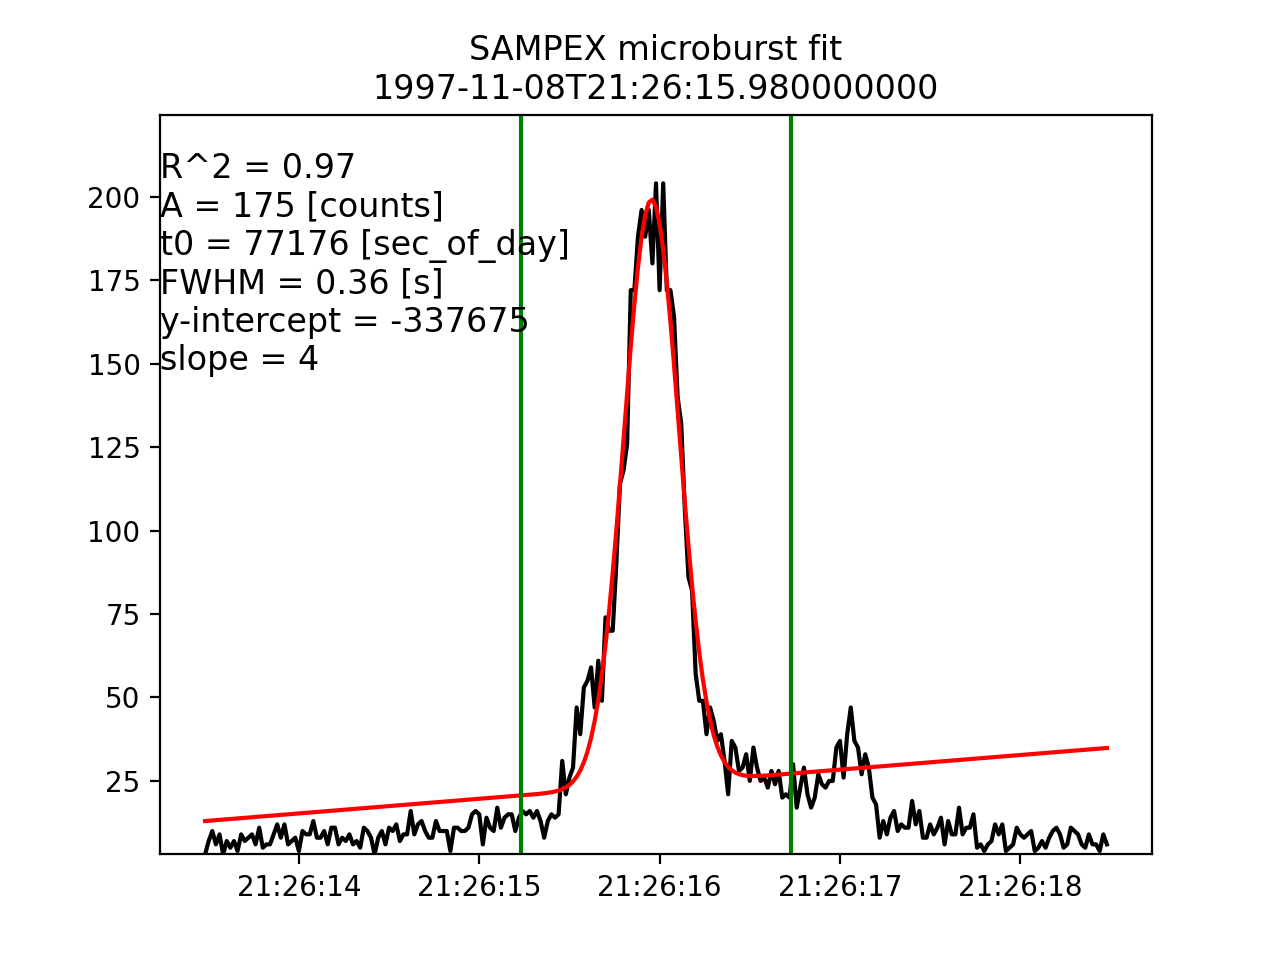 SAMPEX microburst fit
1997-11-08T21:26:15.980000000
R^2 = 0.97
A = 175 [counts]
t0 = 77176 [sec_of_day]
FWHM = 0.36 [s]
y-intercept = -337675
slope = 4
200
175
150
125
100
75
50
25
21:26:14 21:26:15 21:26:16 21:26:17 21:26:18